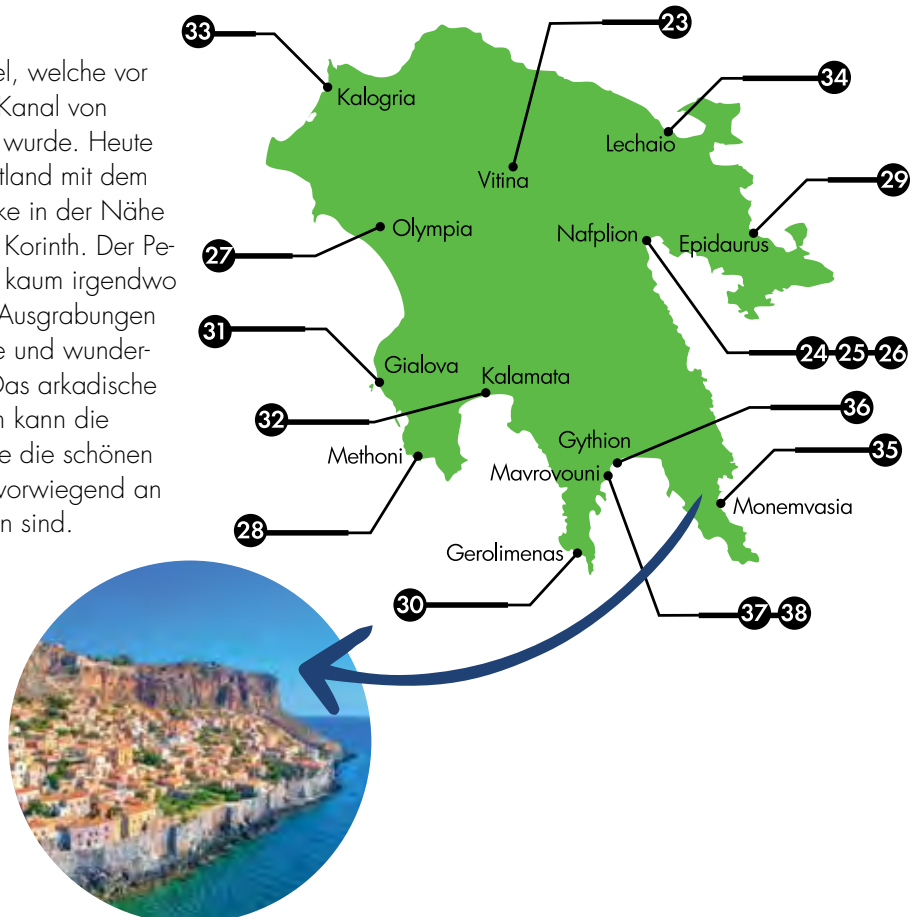 el, welche vor
Kanal von
wurde. Heute
tland mit dem
ke in der Nähe
Korinth. Der Pe-
kaum irgendwo
Ausgrabungen
e und wunder-
Das arkadische
n kann die
e die schönen
vorwiegend an
n sind.
33
23
34
Kalogria
Lechaio
Vitina
29
Olympia
Nafplion
Epidaurus
27
31
24 25 26
Gialova
Kalamata
32
36
Gythion
Methoni
35
Mavrovouni
Monemvasia
28
Gerolimenas
30
37 38